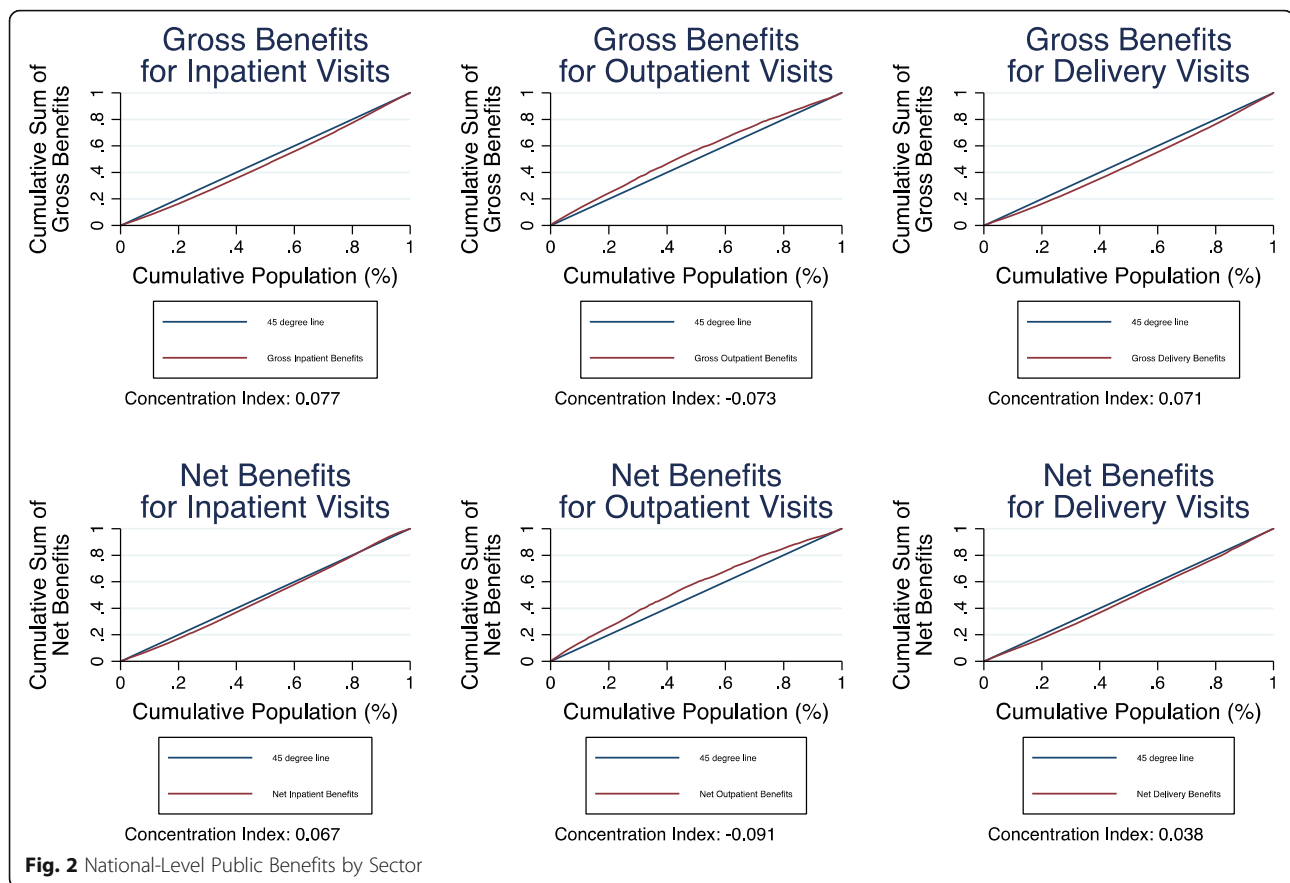 Gross Benefits
for Inpatient Visits
Cumulative Sum of
Gross Benefits
0 .2 .4 .6 .8 1
0 .2 .4 .6 .8 1
Cumulative Population (%)
45 degree line
Gross Inpatient Benefits
Concentration Index: 0.077
Gross Benefits
for Outpatient Visits
Cumulative Sum of
Gross Benefits
0 .2 .4 .6 .8 1
0 .2 .4 .6 .8 1
Cumulative Population (%)
45 degree line
Gross Outpatient Benefits
Concentration Index: -0.073
Gross Benefits
for Delivery Visits
Cumulative Sum of
Gross Benefits
0 .2 .4 .6 .8 1
0 .2 .4 .6 .8 1
Cumulative Population (%)
45 degree line
Gross Delivery Benefits
Concentration Index: 0.071
Net Benefits
for Inpatient Visits
Cumulative Sum of
Net Benefits
0 .2 .4 .6 .8 1
0 .2 .4 .6 .8 1
Cumulative Population (%)
45 degree line
Net Inpatient Benefits
Concentration Index: 0.067
Net Benefits
for Outpatient Visits
Cumulative Sum of
Net Benefits
0 .2 .4 .6 .8 1
0 .2 .4 .6 .8 1
Cumulative Population (%)
45 degree line
Net Outpatient Benefits
Concentration Index: -0.091
Net Benefits
for Delivery Visits
Cumulative Sum of
Net Benefits
0 .2 .4 .6 .8 1
0 .2 .4 .6 .8 1
Cumulative Population (%)
45 degree line
Net Delivery Benefits
Concentration Index: 0.038
Fig. 2 National-Level Public Benefits by Sector